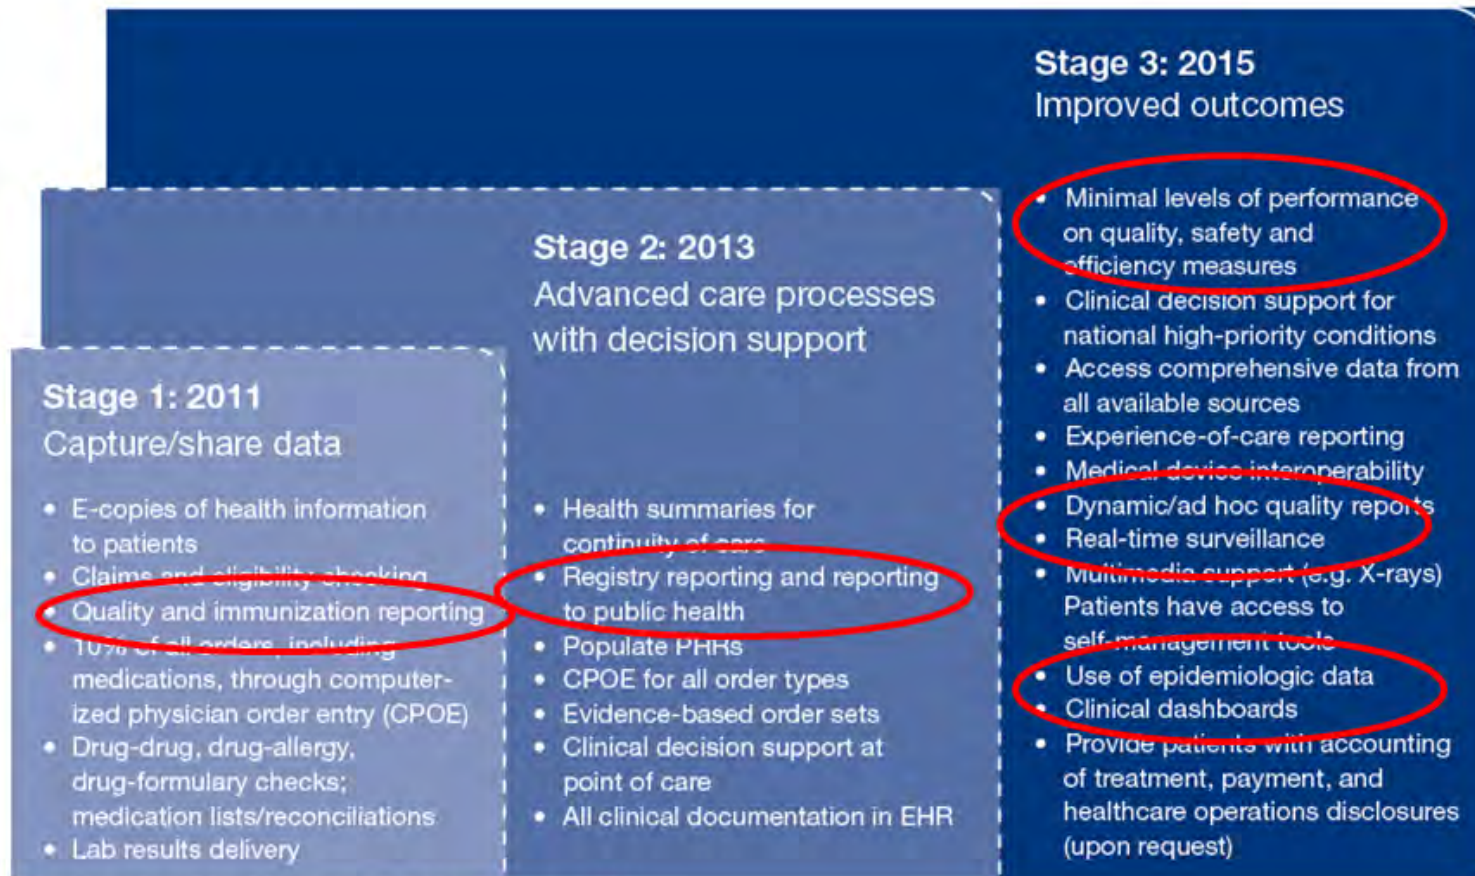 Stage 1: 2011
Capture/share data
• E-copies of health information
to patients
• Claims and eligibility checking
• Quality and immunization reporting
• 10% of all orders, including
medications, through computer-
ized physician order entry (CPOE)
• Drug-drug, drug-allergy,
drug-formulary checks;
medication lists/reconciliations
• Lab results delivery
Stage 2: 2013
Advanced care processes
with decision support
• Health summaries for
continuity of care
• Registry reporting and reporting
to public health
• Populate PHRs
• CPOE for all order types
• Evidence-based order sets
• Clinical decision support at
point of care
• All clinical documentation in EHR
Stage 3: 2015
Improved outcomes
• Minimal levels of performance
on quality, safety and
efficiency measures
• Clinical decision support for
national high-priority conditions
• Access comprehensive data from
all available sources
• Experience-of-care reporting
• Medical device interoperability
• Dynamic/ad hoc quality reports
• Real-time surveillance
• Multimedia support (e.g. X-rays)
Patients have access to
self-management tools
• Use of epidemiologic data
• Clinical dashboards
• Provide patients with accounting
of treatment, payment, and
healthcare operations disclosures
(upon request)